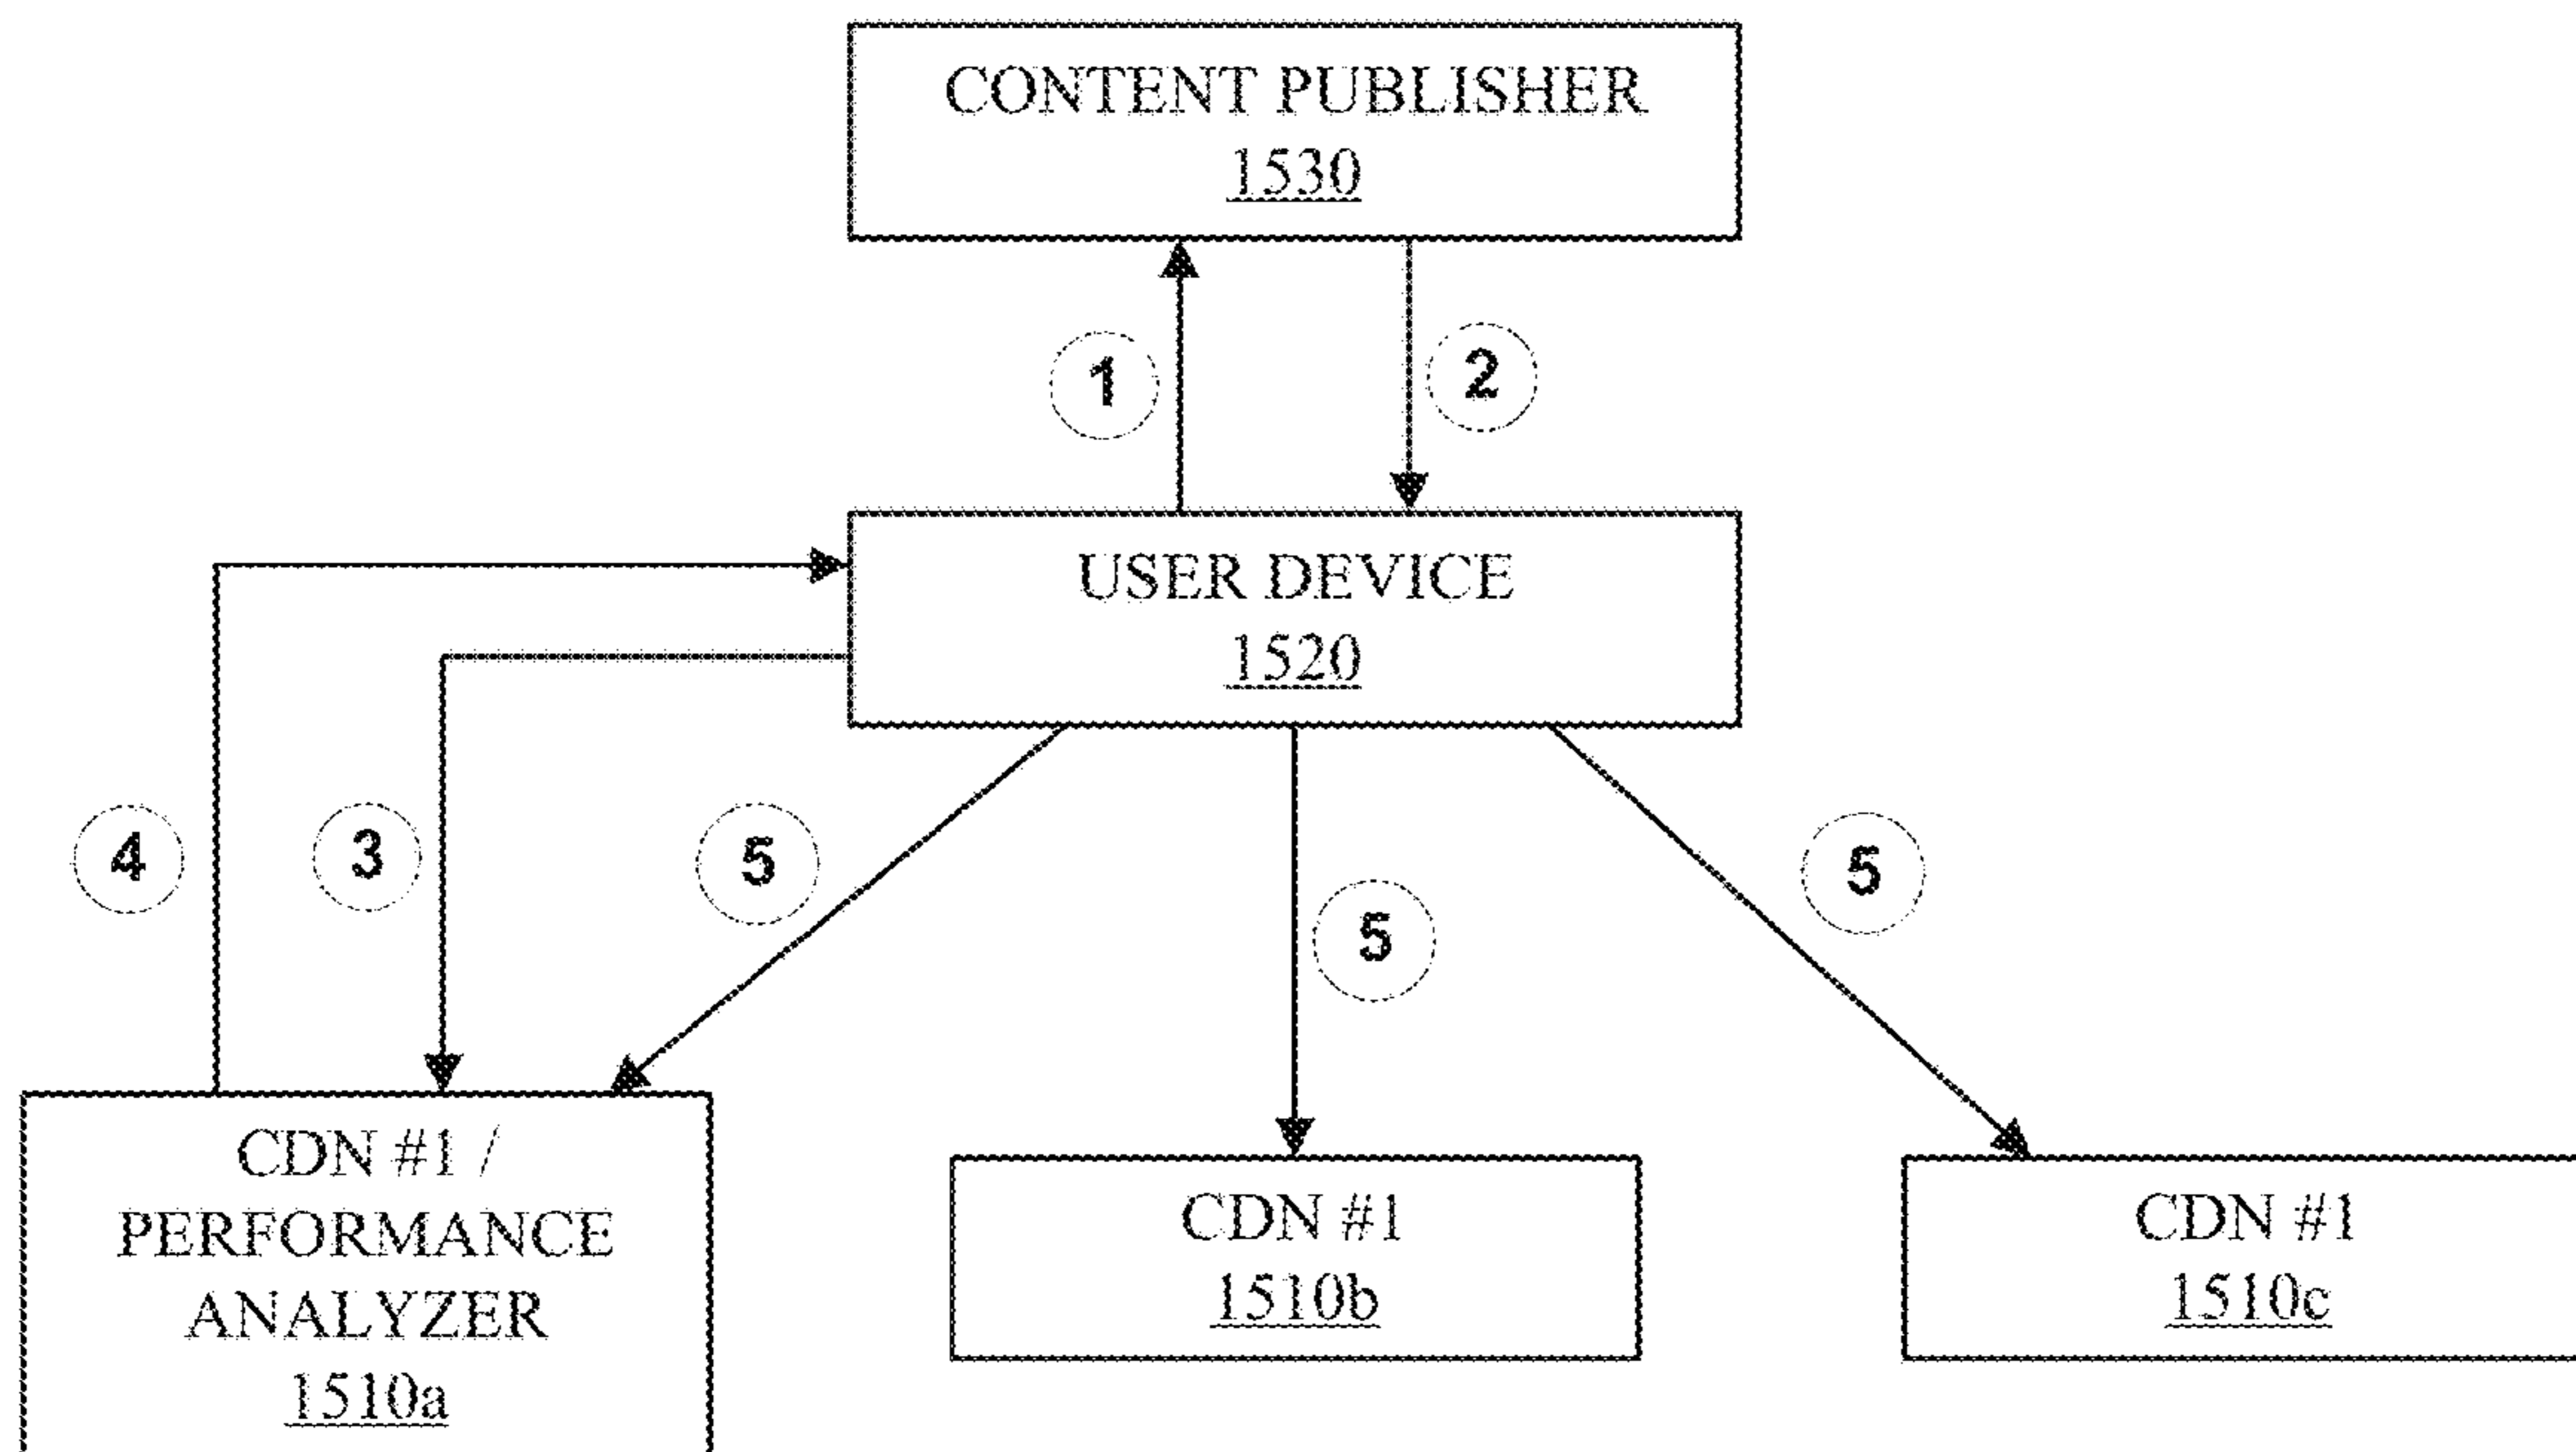 CONTENT PUBLISHER
1530
1
2
USER DEVICE
1520
4
3
5
5
5
CDN #1 /
PERFORMANCE
ANALYZER
1510a
CDN #1
1510b
CDN #1
1510c